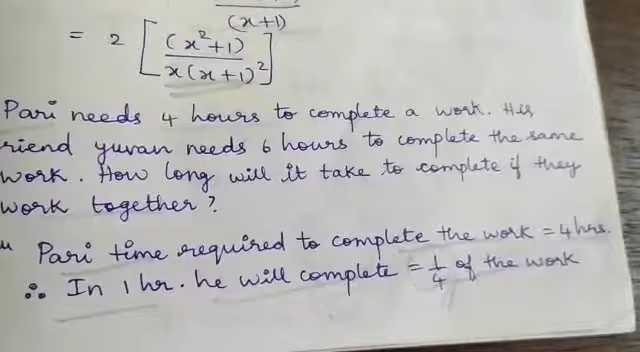 (x+1)
= 2 [ (x²+1) / x(x+1)² ]
Pari needs 4 hours to complete a work. His
riend yuvan needs 6 hours to complete the same
work. How long will it take to complete if they
work together?
Pari time required to complete the work = 4 hrs.
∴ In 1 hr. he will complete = 1/4 of the work